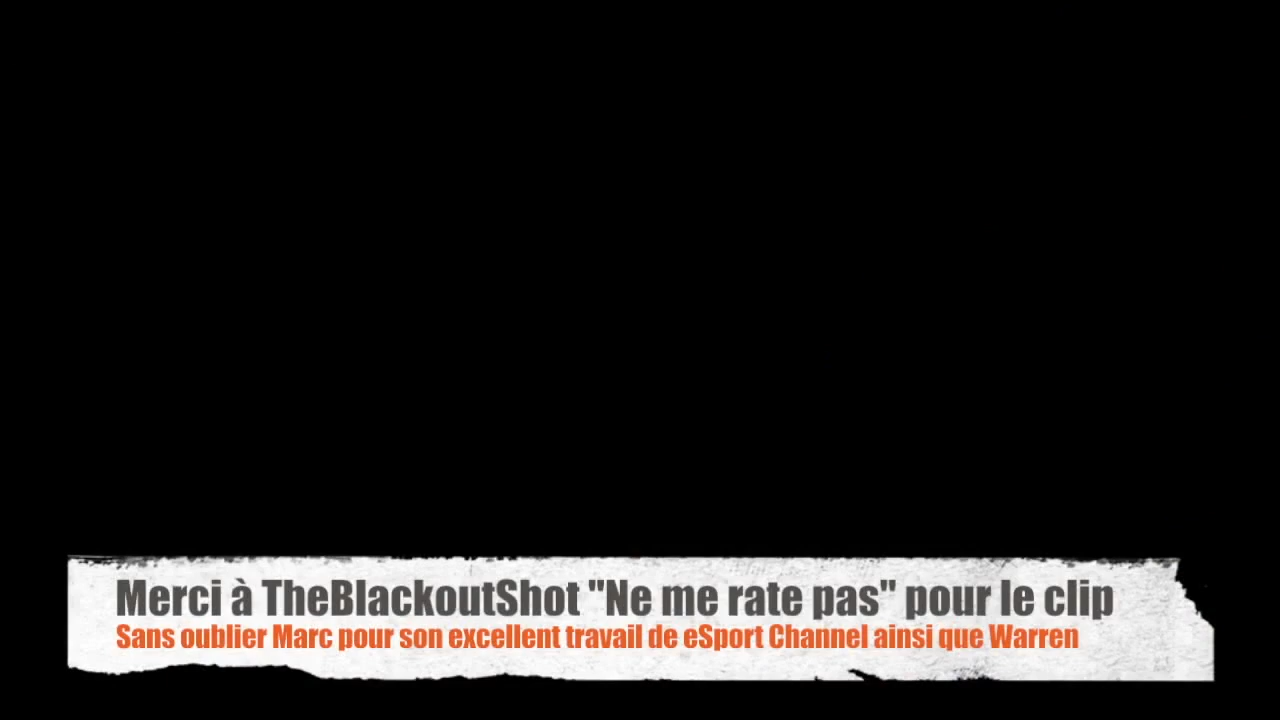 Merci à TheBlackoutShot "Ne me rate pas" pour le clip
Sans oublier Marc pour son excellent travail de eSport Channel ainsi que Warren